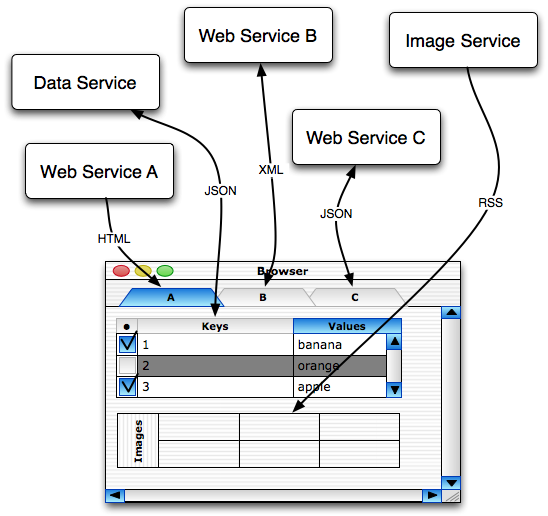 Web Service B
Image Service
Data Service
Web Service C
Web Service A
XML
JSON
RSS
JSON
HTML
Browser
A B C
Keys Values
1 banana
2 orange
3 apple
Images